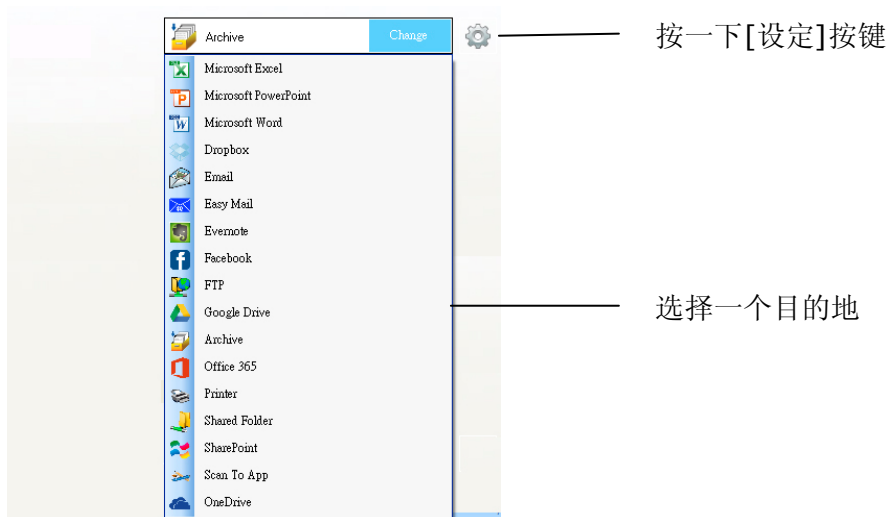 Archive Change
按一下[设定]按键
Microsoft Excel
Microsoft PowerPoint
Microsoft Word
Dropbox
Email
Easy Mail
Evernote
Facebook
FTP
Google Drive
选择一个目的地
Archive
Office 365
Printer
Shared Folder
SharePoint
Scan To App
OneDrive